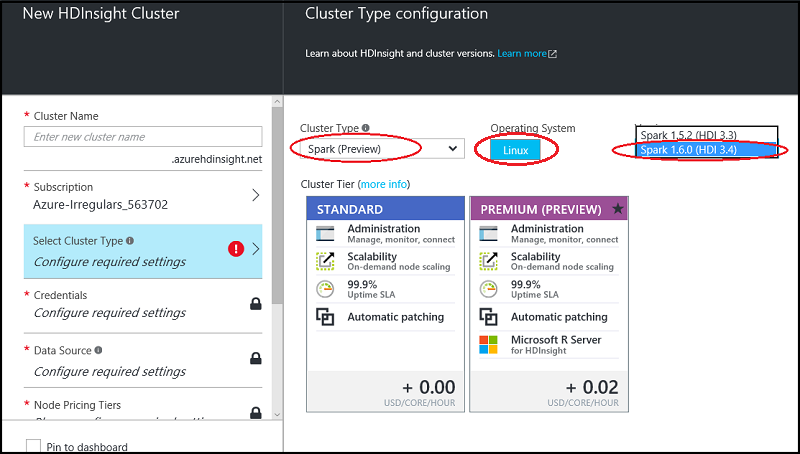 New HDInsight Cluster
Cluster Type configuration
Learn about HDInsight and cluster versions. Learn more
* Cluster Name
Enter new cluster name
.azurehdinsight.net
* Subscription
Azure-Irregulars_563702
Select Cluster Type
Configure required settings
* Credentials
Configure required settings
* Data Source
Configure required settings
* Node Pricing Tiers
Pin to dashboard
Cluster Type
Spark (Preview)
Operating System
Linux
Spark 1.5.2 (HDI 3.3)
Spark 1.6.0 (HDI 3.4)
Cluster Tier (more info)
STANDARD
Administration
Manage, monitor, connect
Scalability
On-demand node scaling
99.9%
Uptime SLA
Automatic patching
+ 0.00
USD/CORE/HOUR
PREMIUM (PREVIEW)
Administration
Manage, monitor, connect
Scalability
On-demand node scaling
99.9%
Uptime SLA
Automatic patching
Microsoft R Server
for HDInsight
+ 0.02
USD/CORE/HOUR